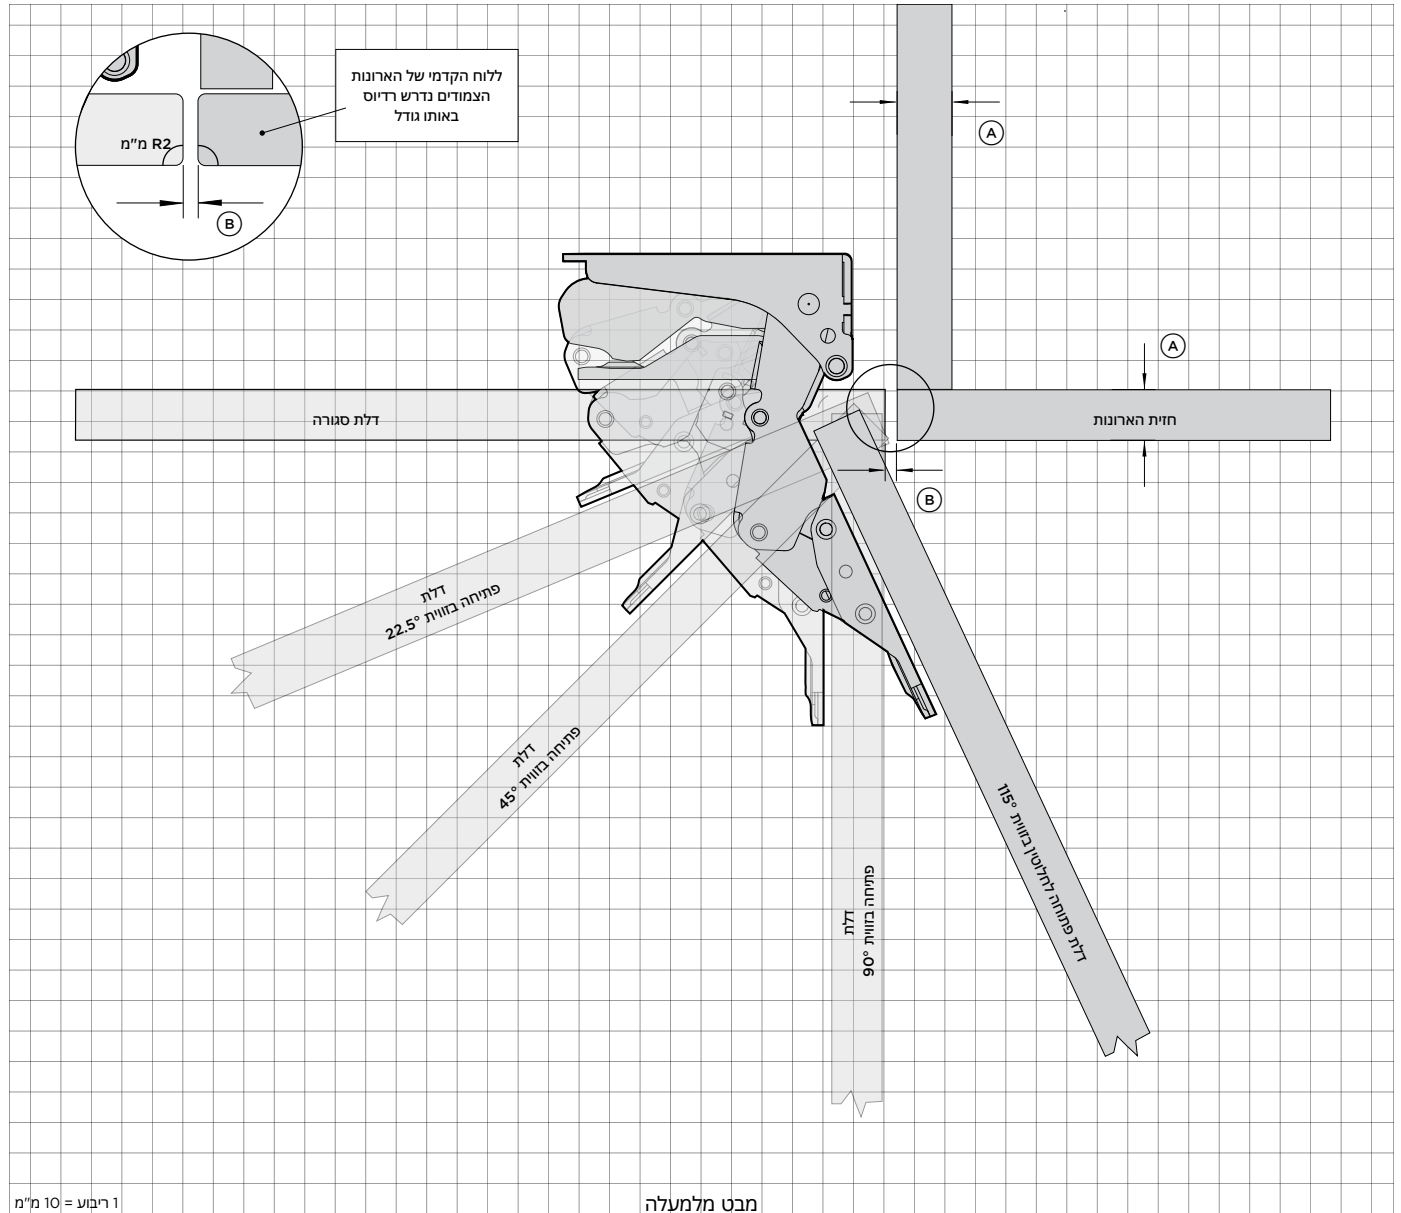 ללוח הקדמי של הארונות
הצמודים נדרש רדיוס
באותו גודל
R2 מ"מ
B
A
A
דלת סגורה
חזית הארונות
B
דלת
פתיחה בזווית 22.5°
דלת
פתיחה בזווית 45°
דלת
פתיחה בזווית 90°
דלת פתוחה לחלוטין בזווית 115°
מבט מלמעלה
1 ריבוע = 10 מ"מ